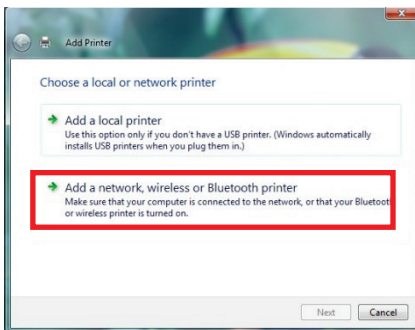 Add Printer
Choose a local or network printer
Add a local printer
Use this option only if you don't have a USB printer. (Windows automatically
installs USB printers when you plug them in.)
Add a network, wireless or Bluetooth printer
Make sure that your computer is connected to the network, or that your Bluetooth
or wireless printer is turned on.
Next Cancel